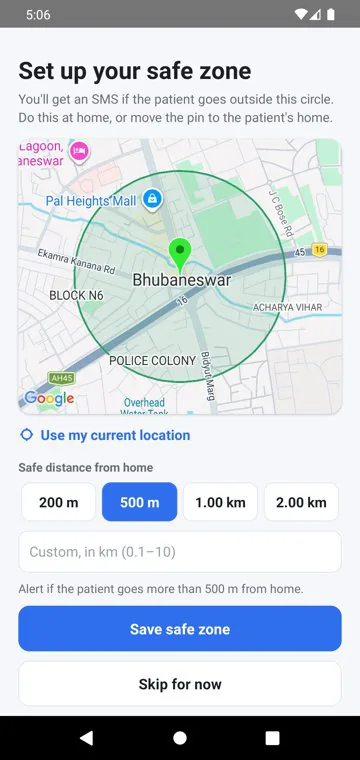 5:06
Set up your safe zone
You'll get an SMS if the patient goes outside this circle.
Do this at home, or move the pin to the patient's home.
Lagoon,
aneswar
Pal Heights Mall
J C Bose Rd
16
45
Ekamra Kanana Rd
Bhubaneswar
BLOCK N6
16
ACHARYA VIHAR
POLICE COLONY
Bidyut Marg
AH45
Google
Overhead
Water Tank
Use my current location
Safe distance from home
200 m
500 m
1.00 km
2.00 km
Custom, in km (0.1–10)
Alert if the patient goes more than 500 m from home.
Save safe zone
Skip for now